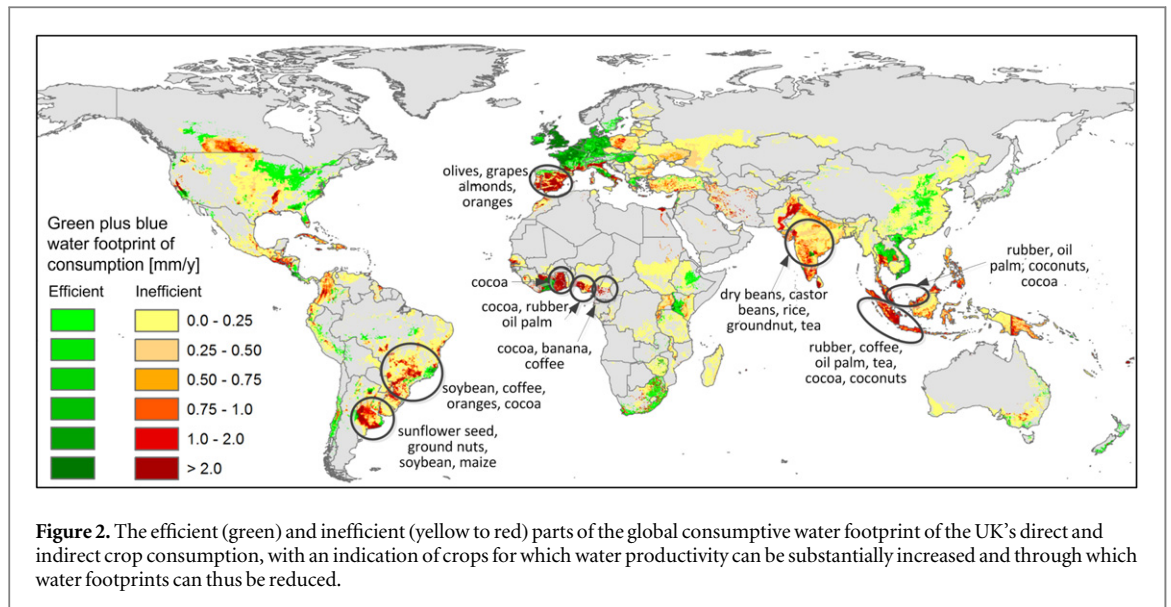 olives, grapes
almonds,
oranges
Green plus blue
water footprint of
consumption [mm/y]
Efficient Inefficient
0.0 - 0.25
0.25 - 0.50
0.50 - 0.75
0.75 - 1.0
1.0 - 2.0
> 2.0
cocoa
cocoa, rubber
oil palm
cocoa, banana,
coffee
soybean, coffee,
oranges, cocoa
sunflower seed,
ground nuts,
soybean, maize
dry beans, castor
beans, rice,
groundnut, tea
rubber, oil
palm, coconuts,
cocoa
rubber, coffee,
oil palm, tea,
cocoa, coconuts
Figure 2. The efficient (green) and inefficient (yellow to red) parts of the global consumptive water footprint of the UK's direct and
indirect crop consumption, with an indication of crops for which water productivity can be substantially increased and through which
water footprints can thus be reduced.